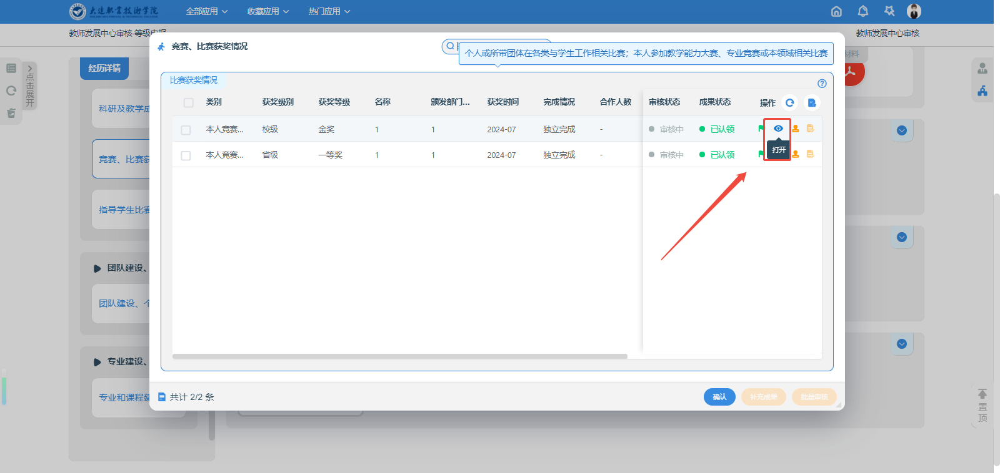 大连职业技术学院
全部应用
收藏应用
热门应用
教师发展中心审核-等级申报
教师发展中心审核
竞赛、比赛获奖情况
个人或所带团体在各类与学生工作相关比赛；本人参加教学能力大赛、专业竞赛或本领域相关比赛
经历详情
点击展开
材料
比赛获奖情况
类别 获奖级别 获奖等级 名称 颁发部门... 获奖时间 完成情况 合作人数 审核状态 成果状态 操作
本人竞赛... 校级 金奖 1 1 2024-07 独立完成 - 审核中 已认领
打开
本人竞赛... 省级 一等奖 1 1 2024-07 独立完成 - 审核中 已认领
科研及教学成
竞赛、比赛获
指导学生比赛
团队建设、
团队建设、个
专业建设、
专业和课程建
共计 2/2 条
确认
补充成果
批量审核
置顶